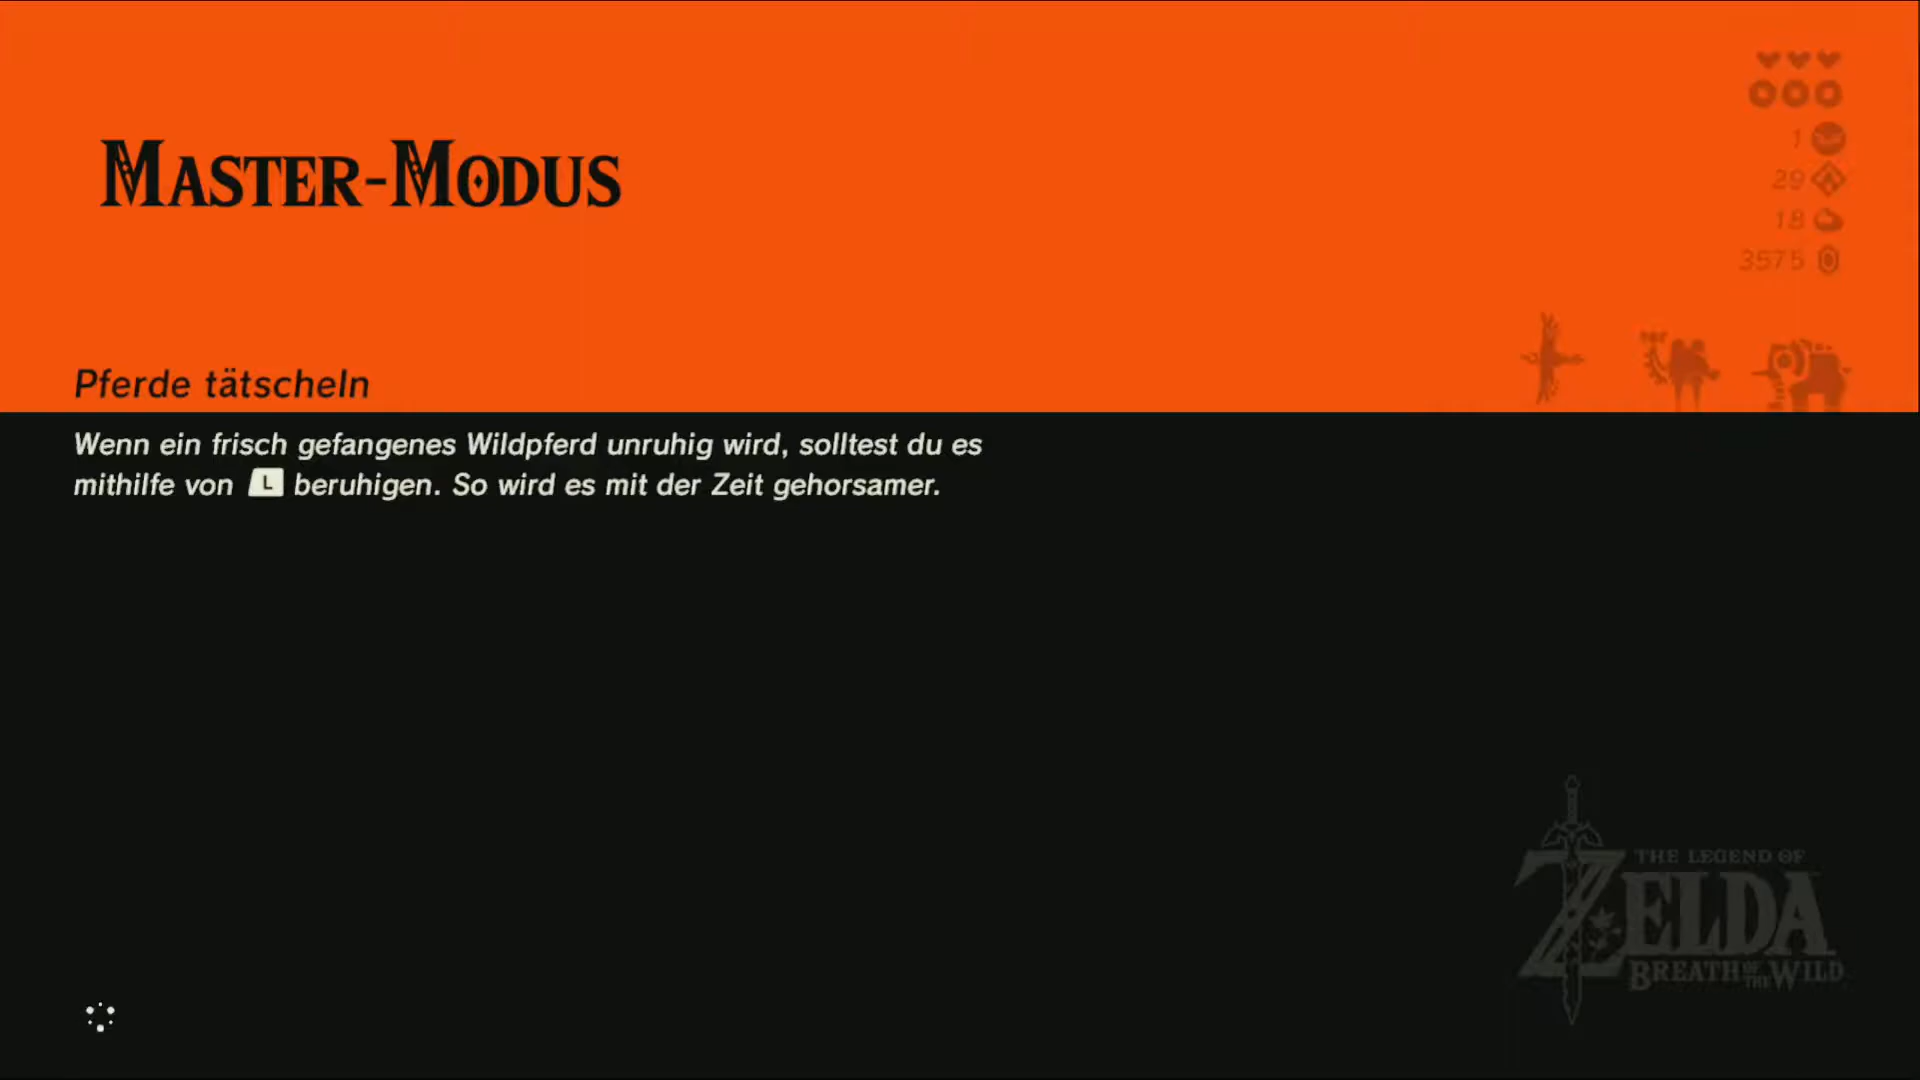 Master-Modus
1
29
18
3575
Pferde tätscheln
Wenn ein frisch gefangenes Wildpferd unruhig wird, solltest du es
mithilfe von L beruhigen. So wird es mit der Zeit gehorsamer.
THE LEGEND OF
ZELDA
BREATH OF THE WILD